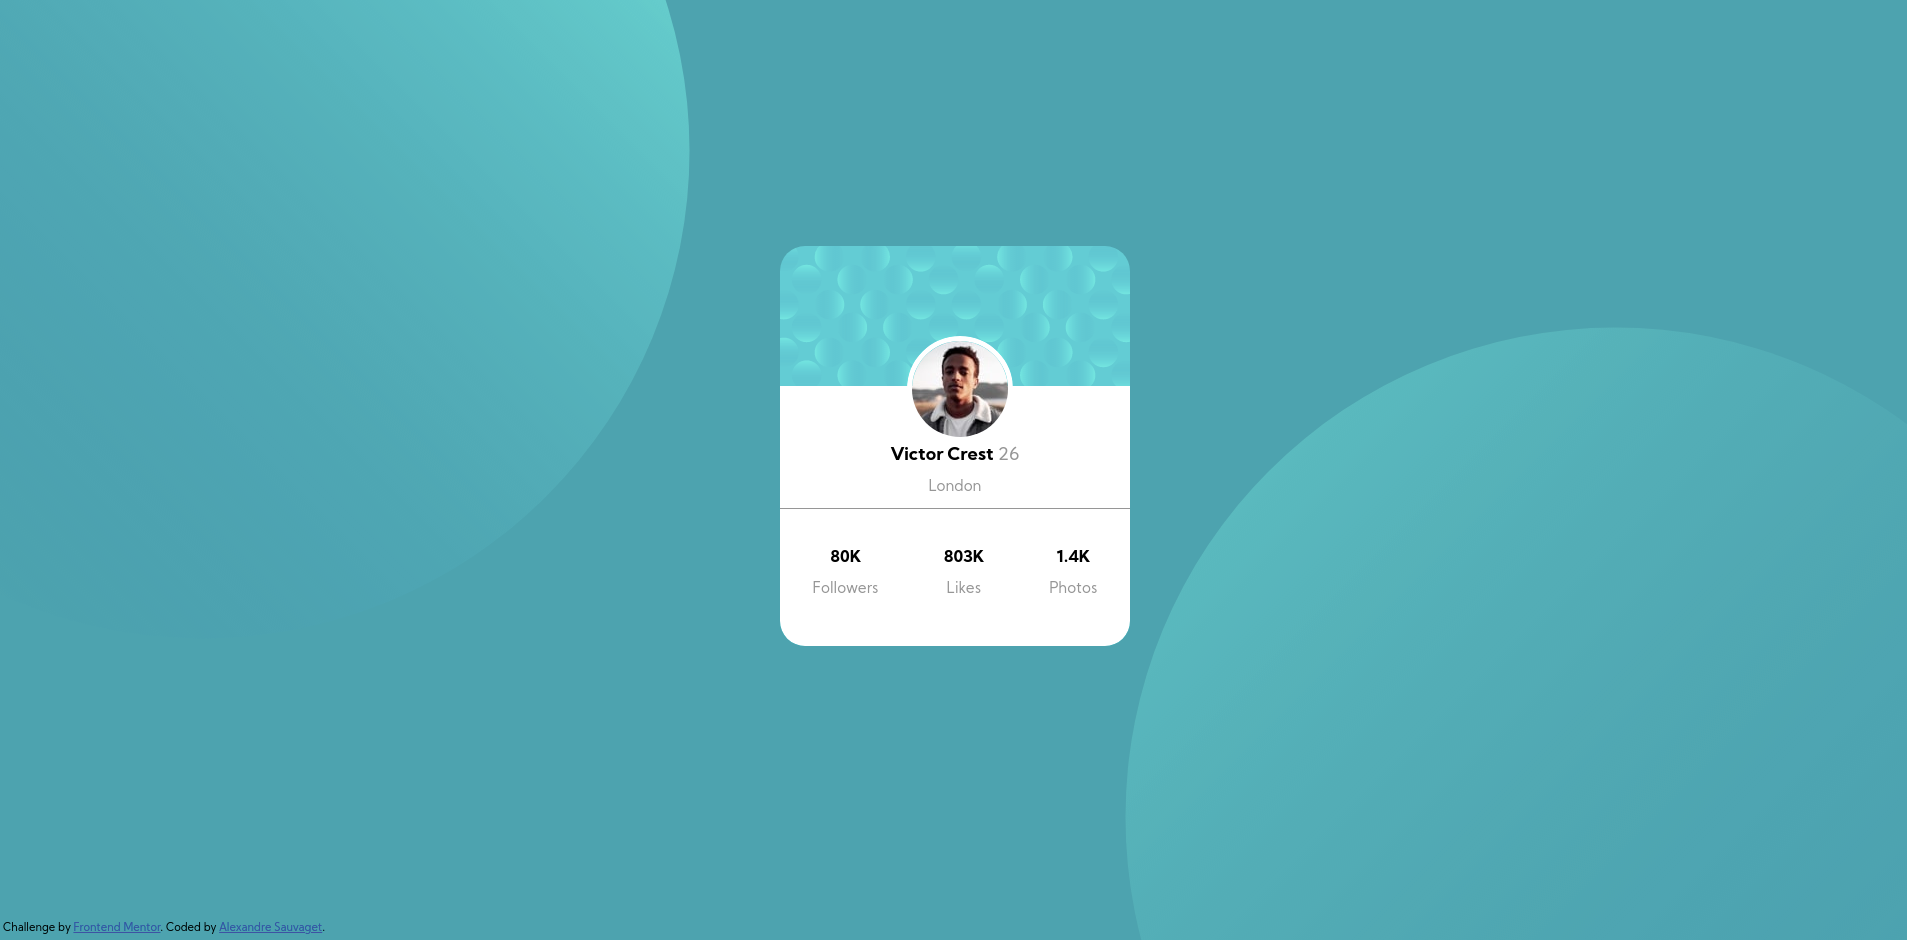 Victor Crest 26
London
80K 803K 1.4K
Followers Likes Photos
Challenge by Frontend Mentor. Coded by Alexandre Sauvaget.